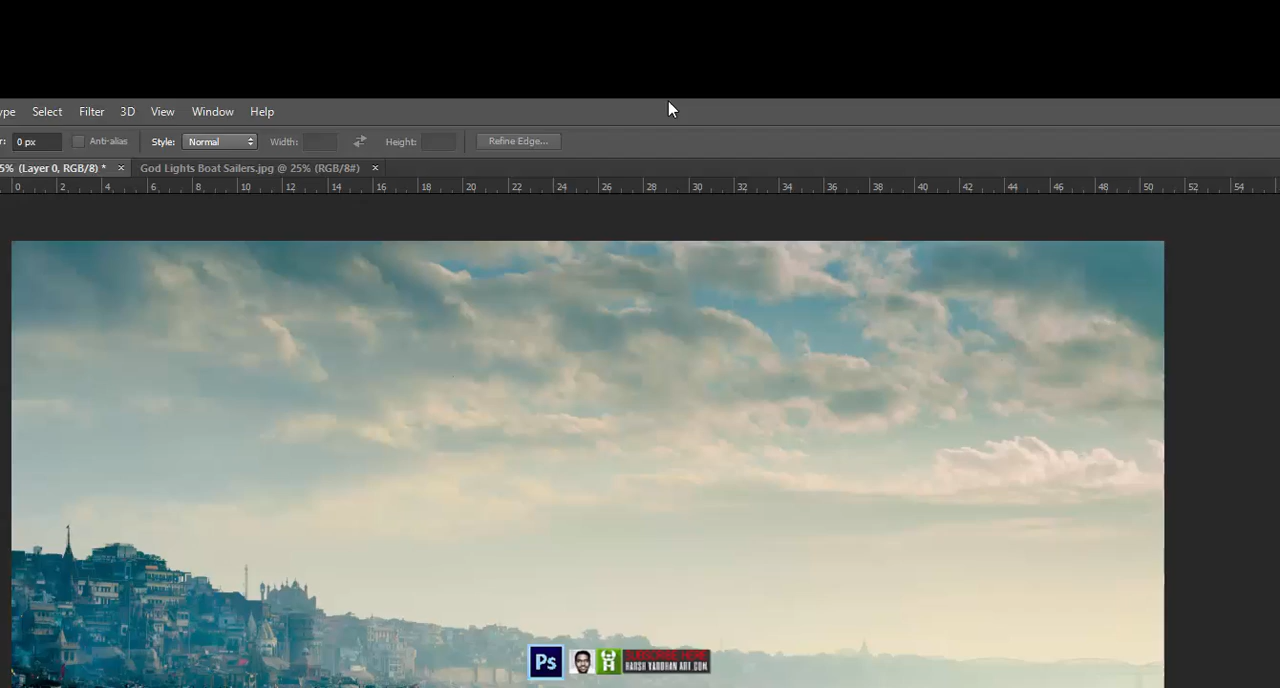 ype Select Filter 3D View Window Help
r: 0 px Anti-alias Style: Normal Width: Height: Refine Edge...
5% (Layer 0, RGB/8) * × God Lights Boat Sailers.jpg @ 25% (RGB/8#) ×
0 2 4 6 8 10 12 14 16 18 20 22 24 26 28 30 32 34 36 38 40 42 44 46 48 50 52 54
Ps SUBSCRIBE HERE
HARSH VARDHAN ART.COM